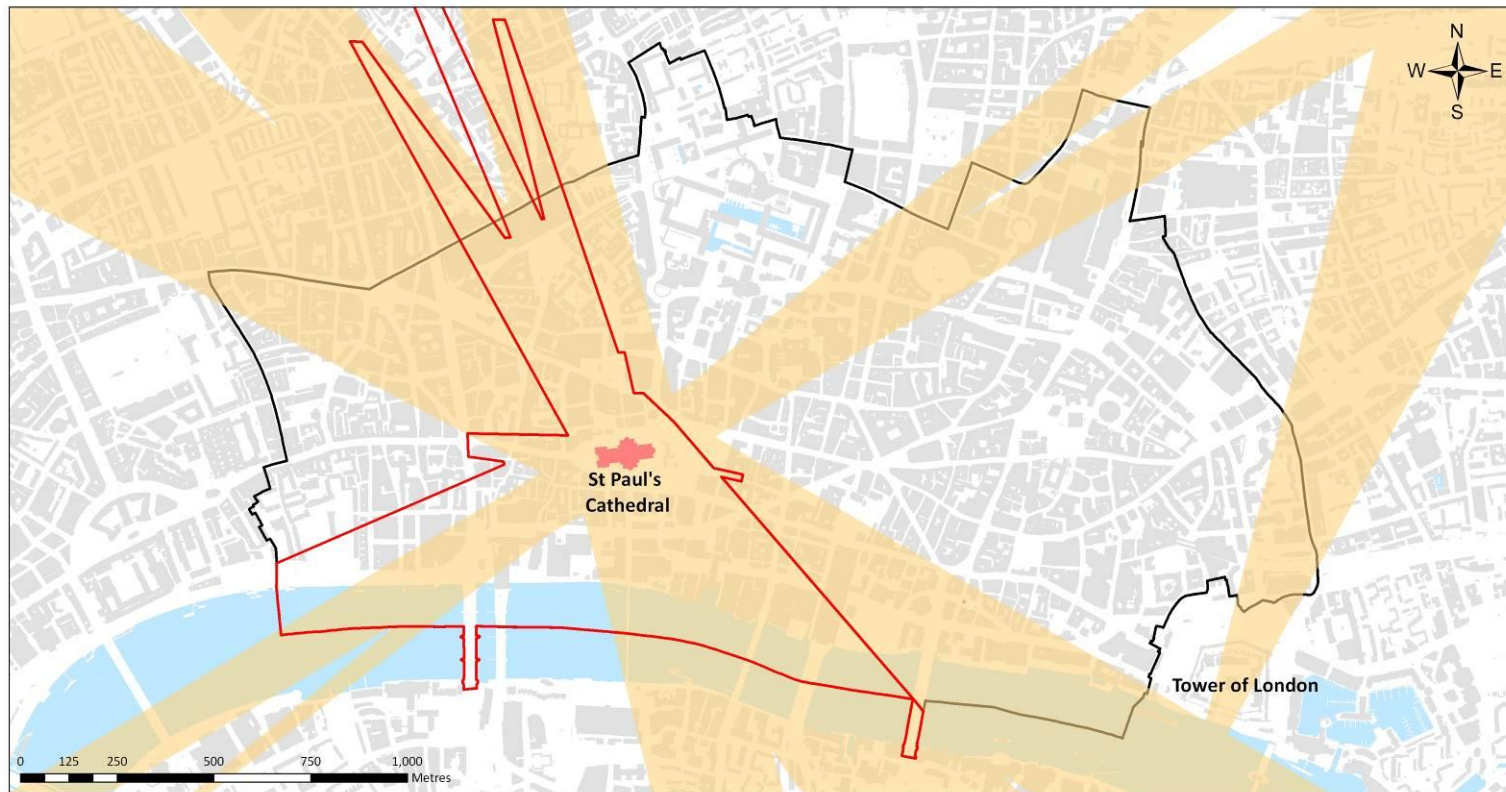 N
W E
S
St Paul's
Cathedral
Tower of London
0 125 250 500 750 1,000
Metres